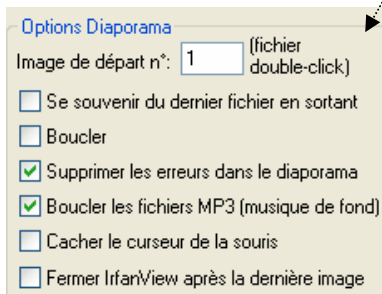 Options Diaporama
Image de départ n°: 1 (fichier
double-click)
Se souvenir du dernier fichier en sortant
Boucler
Supprimer les erreurs dans le diaporama
Boucler les fichiers MP3 (musique de fond)
Cacher le curseur de la souris
Fermer IrfanView après la dernière image